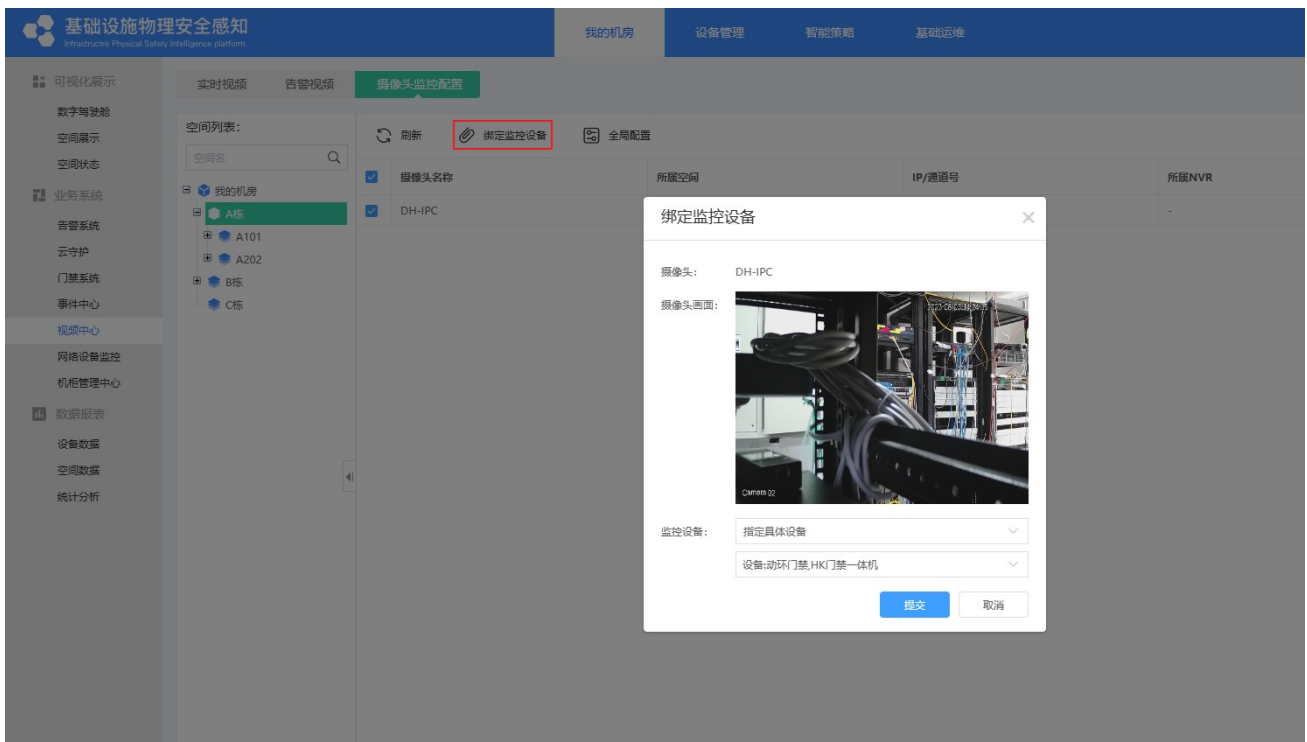 基础设施物理安全感知
Infrastructre Physical Safety Intelligence platform
我的机房
设备管理
智能策略
基础运维
可视化展示
数字驾驶舱
空间展示
空间状态
业务系统
告警系统
云守护
门禁系统
事件中心
视频中心
网络设备监控
机柜管理中心
数据报表
设备数据
空间数据
统计分析
实时视频
告警视频
摄像头监控配置
空间列表:
空间名
我的机房
A栋
A101
A202
B栋
C栋
刷新
绑定监控设备
全局配置
摄像头名称
所属空间
IP/通道号
所属NVR
DH-IPC
-
绑定监控设备
摄像头:
DH-IPC
摄像头画面:
Camera 02
监控设备:
指定具体设备
设备:动环门禁,HK门禁一体机
提交
取消